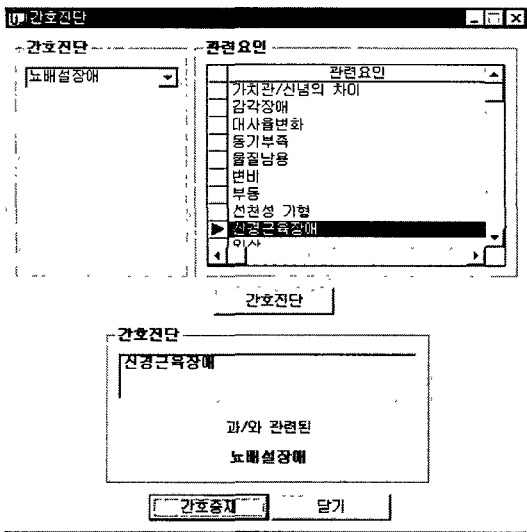 간호진단
간호진단
관련요인
뇨배설장애
관련요인
가치관/신념의 차이
감각장애
대사율변화
동기부족
물질남용
변비
부동
선천성 기형
신경근육장애
간호진단
간호진단
신경근육장애
과/와 관련된
뇨배설장애
간호중재
닫기